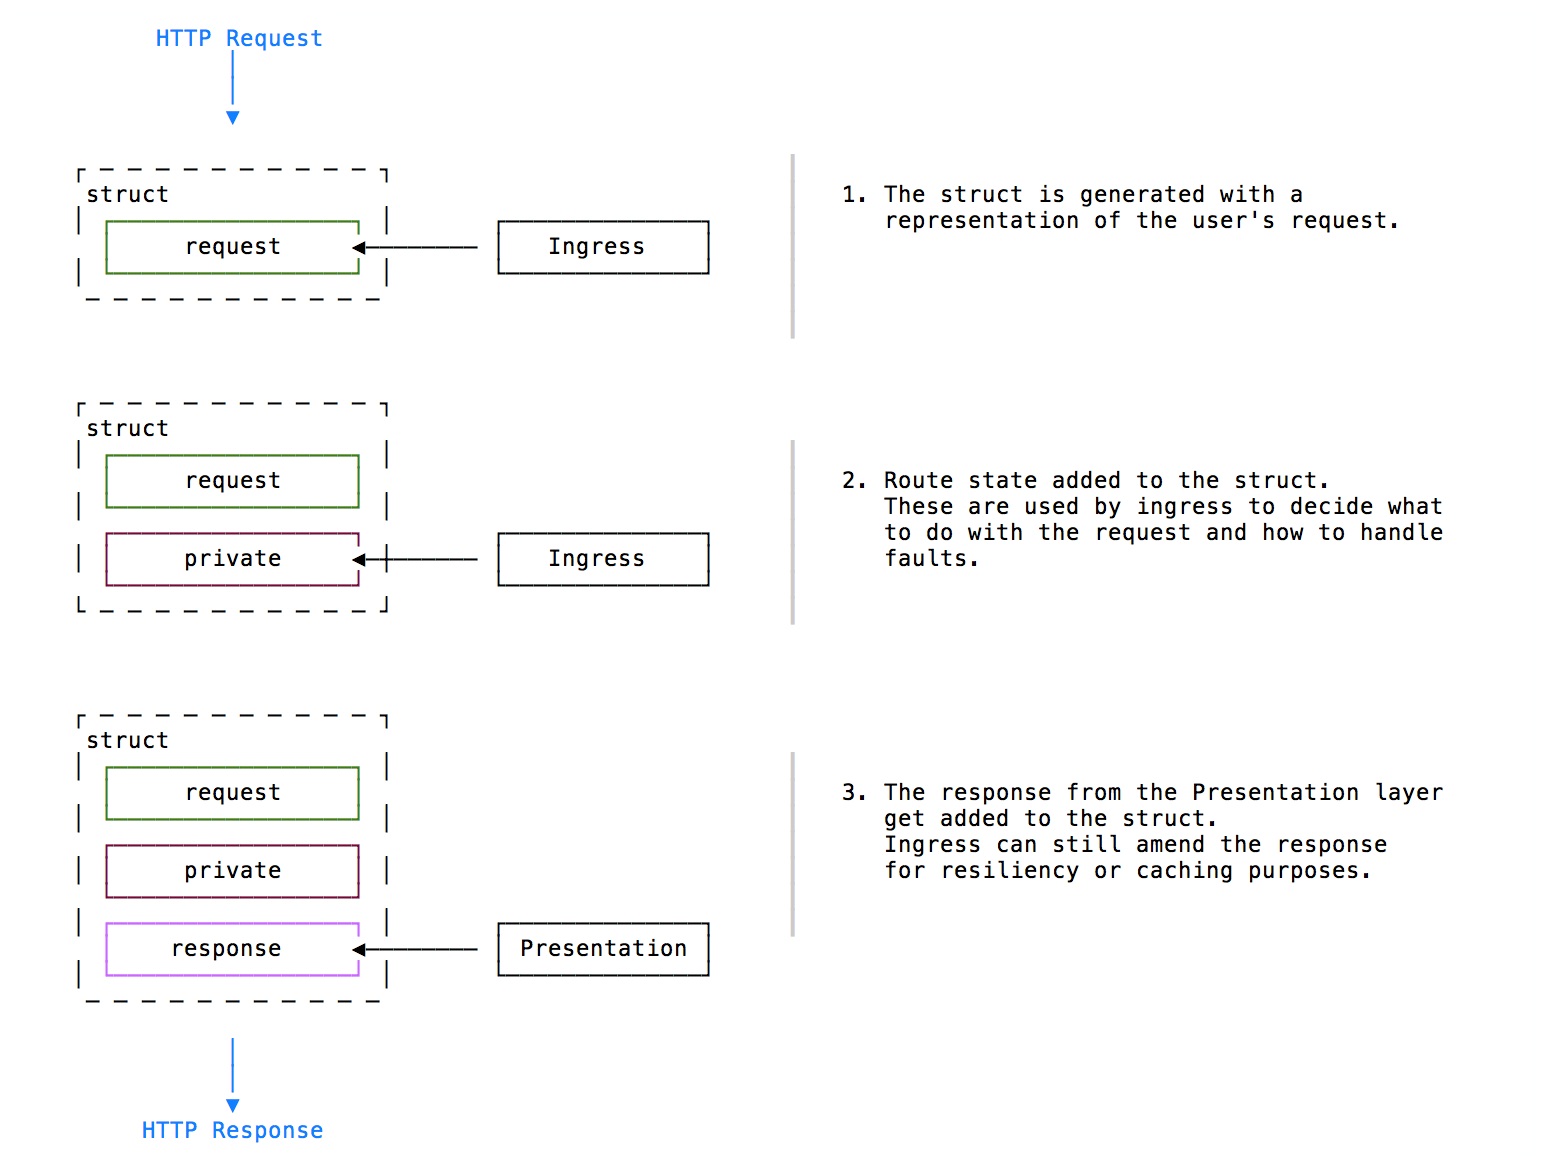 HTTP Request
struct
request
Ingress
1. The struct is generated with a
representation of the user's request.
struct
request
private
Ingress
2. Route state added to the struct.
These are used by ingress to decide what
to do with the request and how to handle
faults.
struct
request
private
response
Presentation
3. The response from the Presentation layer
get added to the struct.
Ingress can still amend the response
for resiliency or caching purposes.
HTTP Response